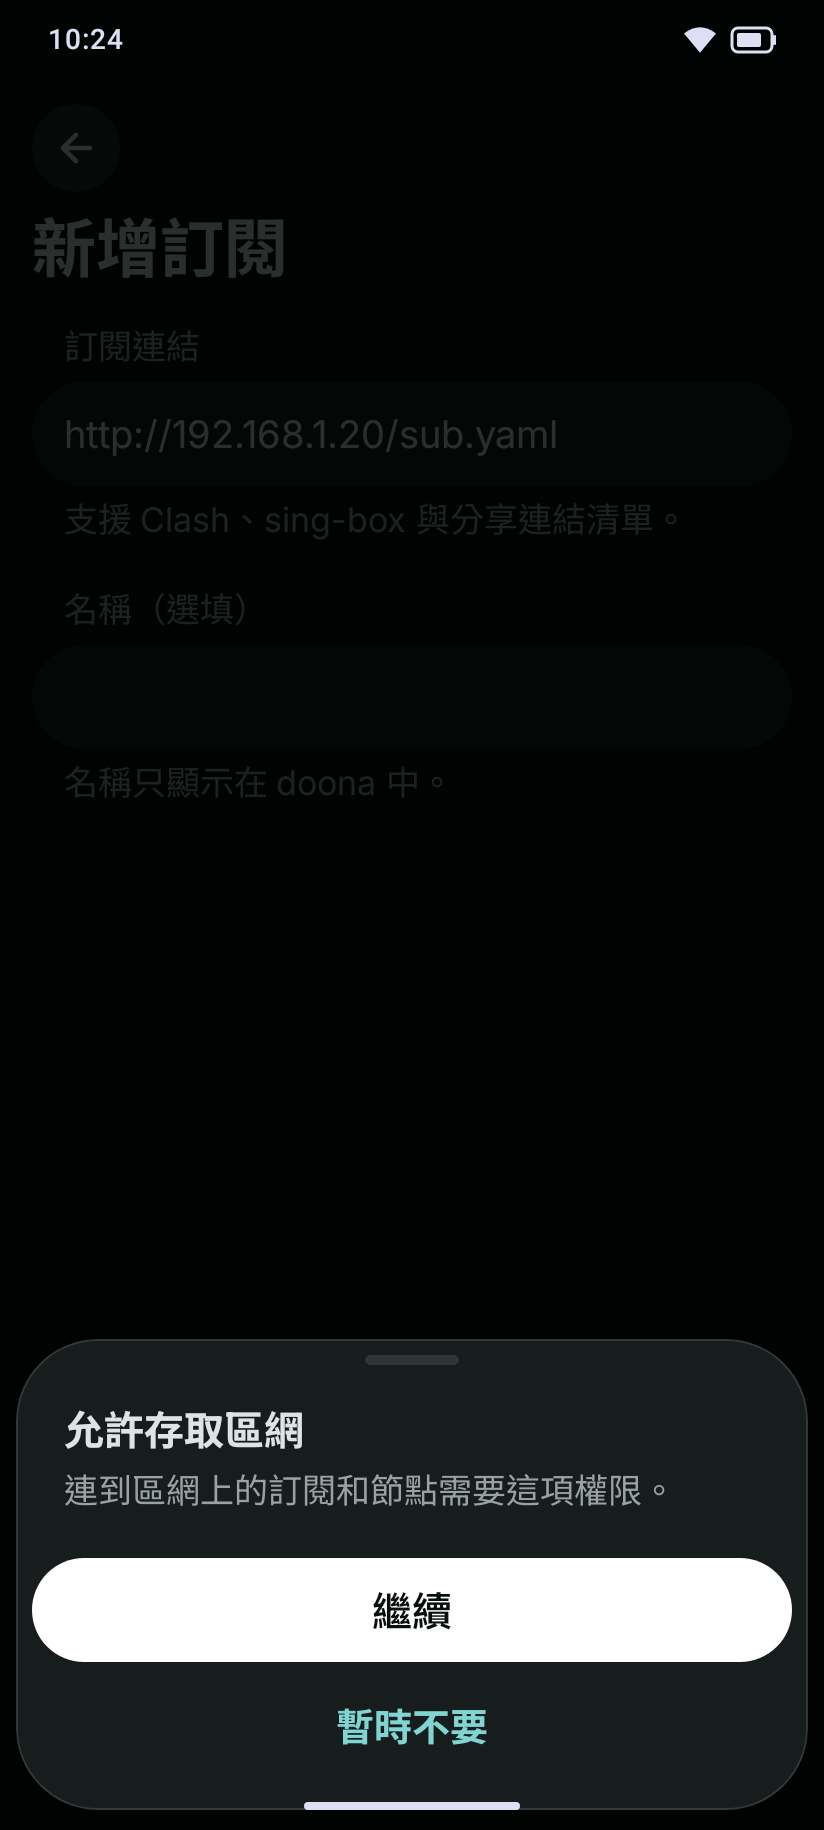 10:24
新增訂閱
訂閱連結
http://192.168.1.20/sub.yaml
支援 Clash、sing-box 與分享連結清單。
名稱（選填）
名稱只顯示在 doona 中。
允許存取區網
連到區網上的訂閱和節點需要這項權限。
繼續
暫時不要